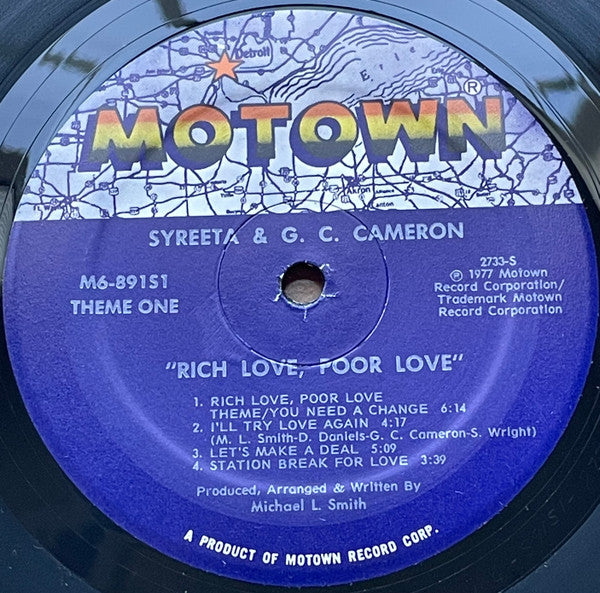 Detroit
Erie
MOTOWN®
Akron
Canton
SYREETA & G. C. CAMERON
M6-891S1
THEME ONE
2733-S
℗ 1977 Motown
Record Corporation/
Trademark Motown
Record Corporation
"RICH LOVE, POOR LOVE"
1. RICH LOVE, POOR LOVE
THEME/YOU NEED A CHANGE 6:14
2. I'LL TRY LOVE AGAIN 4:17
(M. L. Smith-D. Daniels-G. C. Cameron-S. Wright)
3. LET'S MAKE A DEAL 5:09
4. STATION BREAK FOR LOVE 3:39
Produced, Arranged & Written By
Michael L. Smith
A PRODUCT OF MOTOWN RECORD CORP.